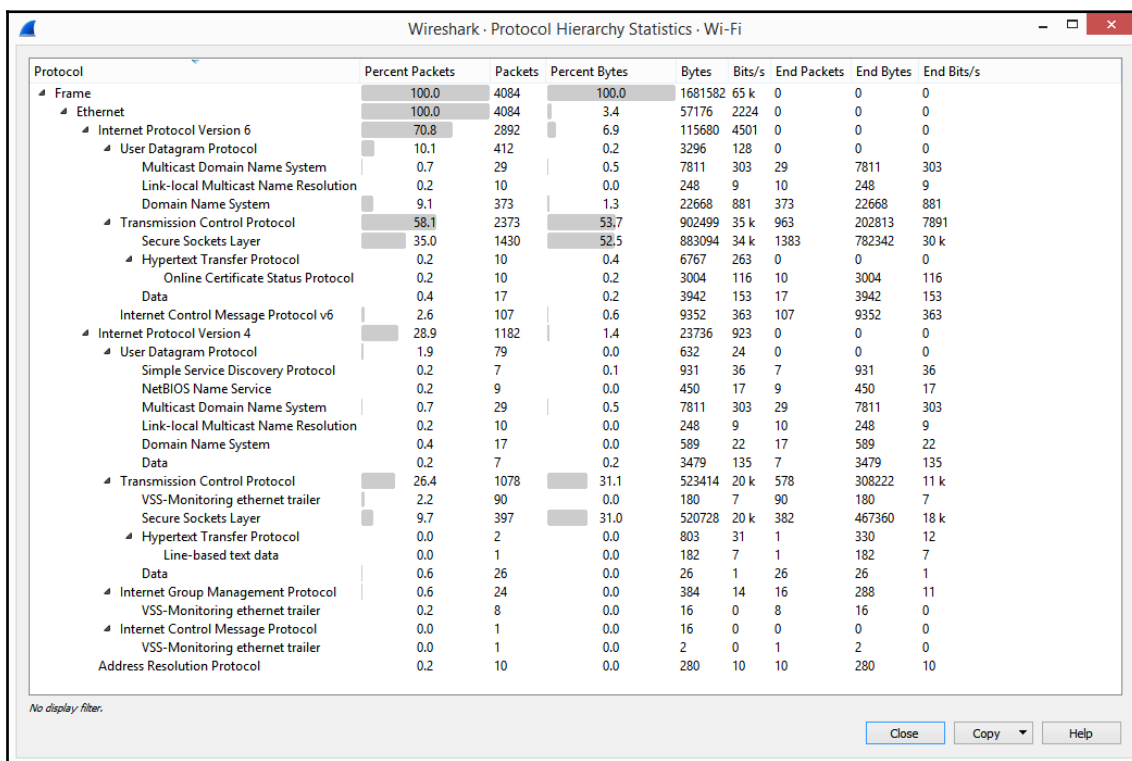 Wireshark · Protocol Hierarchy Statistics · Wi-Fi
Protocol Percent Packets Packets Percent Bytes Bytes Bits/s End Packets End Bytes End Bits/s
Frame 100.0 4084 100.0 1681582 65 k 0 0 0
Ethernet 100.0 4084 3.4 57176 2224 0 0 0
Internet Protocol Version 6 70.8 2892 6.9 115680 4501 0 0 0
User Datagram Protocol 10.1 412 0.2 3296 128 0 0 0
Multicast Domain Name System 0.7 29 0.5 7811 303 29 7811 303
Link-local Multicast Name Resolution 0.2 10 0.0 248 9 10 248 9
Domain Name System 9.1 373 1.3 22668 881 373 22668 881
Transmission Control Protocol 58.1 2373 53.7 902499 35 k 963 202813 7891
Secure Sockets Layer 35.0 1430 52.5 883094 34 k 1383 782342 30 k
Hypertext Transfer Protocol 0.2 10 0.4 6767 263 0 0 0
Online Certificate Status Protocol 0.2 10 0.2 3004 116 10 3004 116
Data 0.4 17 0.2 3942 153 17 3942 153
Internet Control Message Protocol v6 2.6 107 0.6 9352 363 107 9352 363
Internet Protocol Version 4 28.9 1182 1.4 23736 923 0 0 0
User Datagram Protocol 1.9 79 0.0 632 24 0 0 0
Simple Service Discovery Protocol 0.2 7 0.1 931 36 7 931 36
NetBIOS Name Service 0.2 9 0.0 450 17 9 450 17
Multicast Domain Name System 0.7 29 0.5 7811 303 29 7811 303
Link-local Multicast Name Resolution 0.2 10 0.0 248 9 10 248 9
Domain Name System 0.4 17 0.0 589 22 17 589 22
Data 0.2 7 0.2 3479 135 7 3479 135
Transmission Control Protocol 26.4 1078 31.1 523414 20 k 578 308222 11 k
VSS-Monitoring ethernet trailer 2.2 90 0.0 180 7 90 180 7
Secure Sockets Layer 9.7 397 31.0 520728 20 k 382 467360 18 k
Hypertext Transfer Protocol 0.0 2 0.0 803 31 1 330 12
Line-based text data 0.0 1 0.0 182 7 1 182 7
Data 0.6 26 0.0 26 1 26 26 1
Internet Group Management Protocol 0.6 24 0.0 384 14 16 288 11
VSS-Monitoring ethernet trailer 0.2 8 0.0 16 0 8 16 0
Internet Control Message Protocol 0.0 1 0.0 16 0 0 0 0
VSS-Monitoring ethernet trailer 0.0 1 0.0 2 0 1 2 0
Address Resolution Protocol 0.2 10 0.0 280 10 10 280 10
No display filter.
Close Copy Help